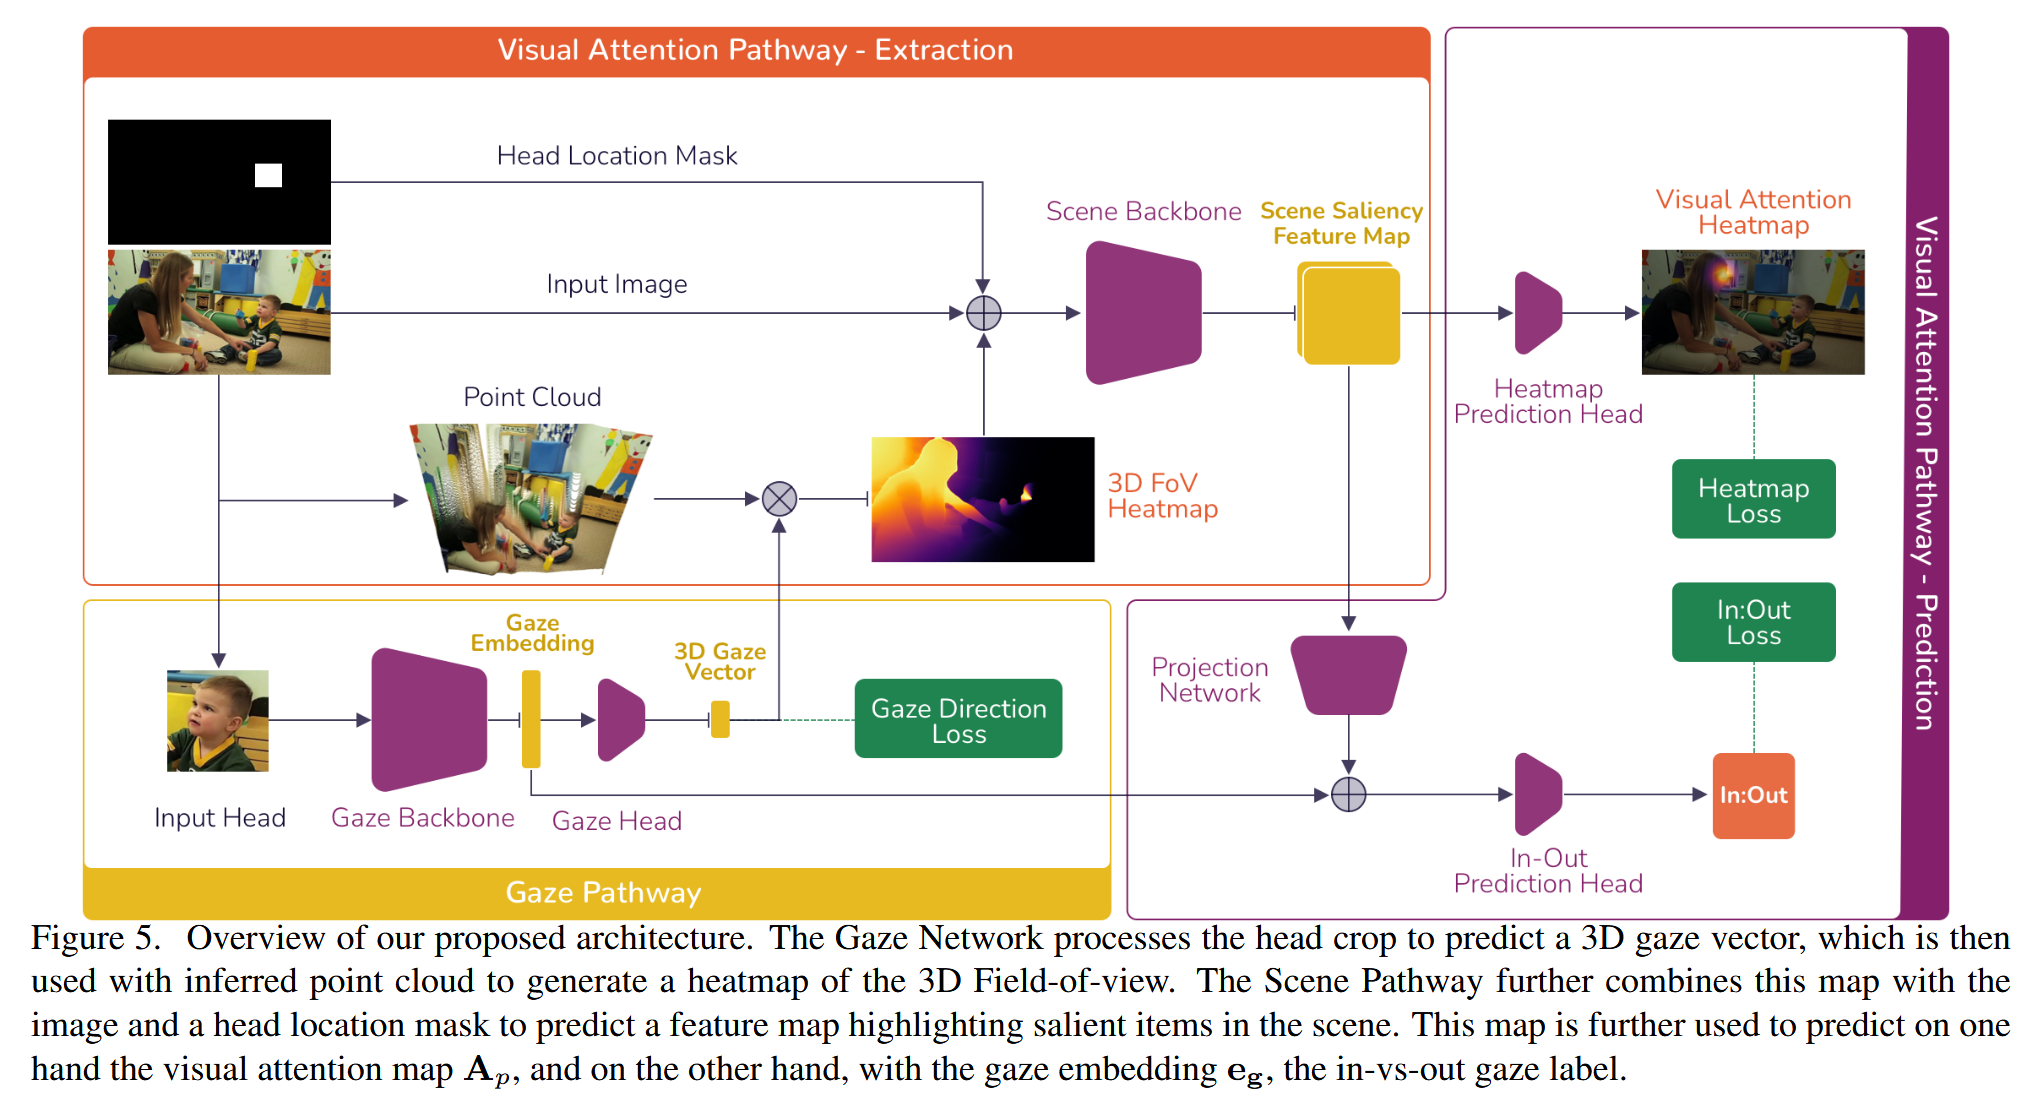 Visual Attention Pathway - Extraction
Head Location Mask
Input Image
Scene Backbone
Scene Saliency
Feature Map
Point Cloud
3D FoV
Heatmap
Visual Attention
Heatmap
Heatmap
Prediction Head
Heatmap
Loss
In:Out
Loss
Visual Attention Pathway - Prediction
Gaze
Embedding
3D Gaze
Vector
Gaze Direction
Loss
Input Head
Gaze Backbone
Gaze Head
Gaze Pathway
Projection
Network
In:Out
In-Out
Prediction Head
Figure 5. Overview of our proposed architecture. The Gaze Network processes the head crop to predict a 3D gaze vector, which is then
used with inferred point cloud to generate a heatmap of the 3D Field-of-view. The Scene Pathway further combines this map with the
image and a head location mask to predict a feature map highlighting salient items in the scene. This map is further used to predict on one
hand the visual attention map Aₚ, and on the other hand, with the gaze embedding e_g, the in-vs-out gaze label.